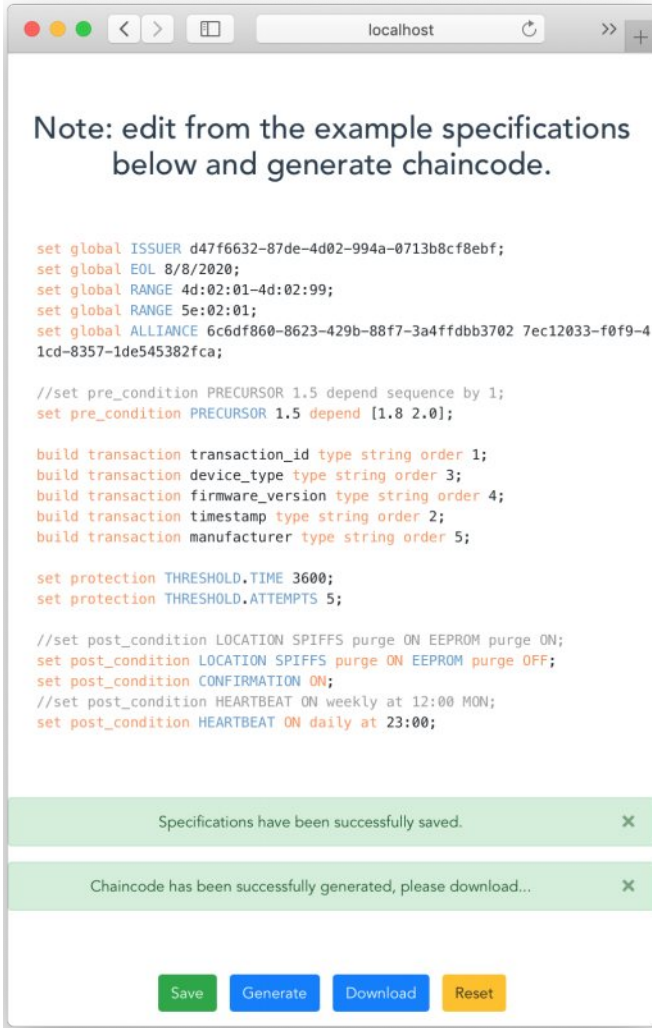 localhost
Note: edit from the example specifications
below and generate chaincode.
set global ISSUER d47f6632-87de-4d02-994a-0713b8cf8ebf;
set global EOL 8/8/2020;
set global RANGE 4d:02:01-4d:02:99;
set global RANGE 5e:02:01;
set global ALLIANCE 6c6df860-8623-429b-88f7-3a4ffdbb3702 7ec12033-f0f9-4
1cd-8357-1de545382fca;
//set pre_condition PRECURSOR 1.5 depend sequence by 1;
set pre_condition PRECURSOR 1.5 depend [1.8 2.0];
build transaction transaction_id type string order 1;
build transaction device_type type string order 3;
build transaction firmware_version type string order 4;
build transaction timestamp type string order 2;
build transaction manufacturer type string order 5;
set protection THRESHOLD.TIME 3600;
set protection THRESHOLD.ATTEMPTS 5;
//set post_condition LOCATION SPIFFS purge ON EEPROM purge ON;
set post_condition LOCATION SPIFFS purge ON EEPROM purge OFF;
set post_condition CONFIRMATION ON;
//set post_condition HEARTBEAT ON weekly at 12:00 MON;
set post_condition HEARTBEAT ON daily at 23:00;
Specifications have been successfully saved.
Chaincode has been successfully generated, please download...
Save Generate Download Reset